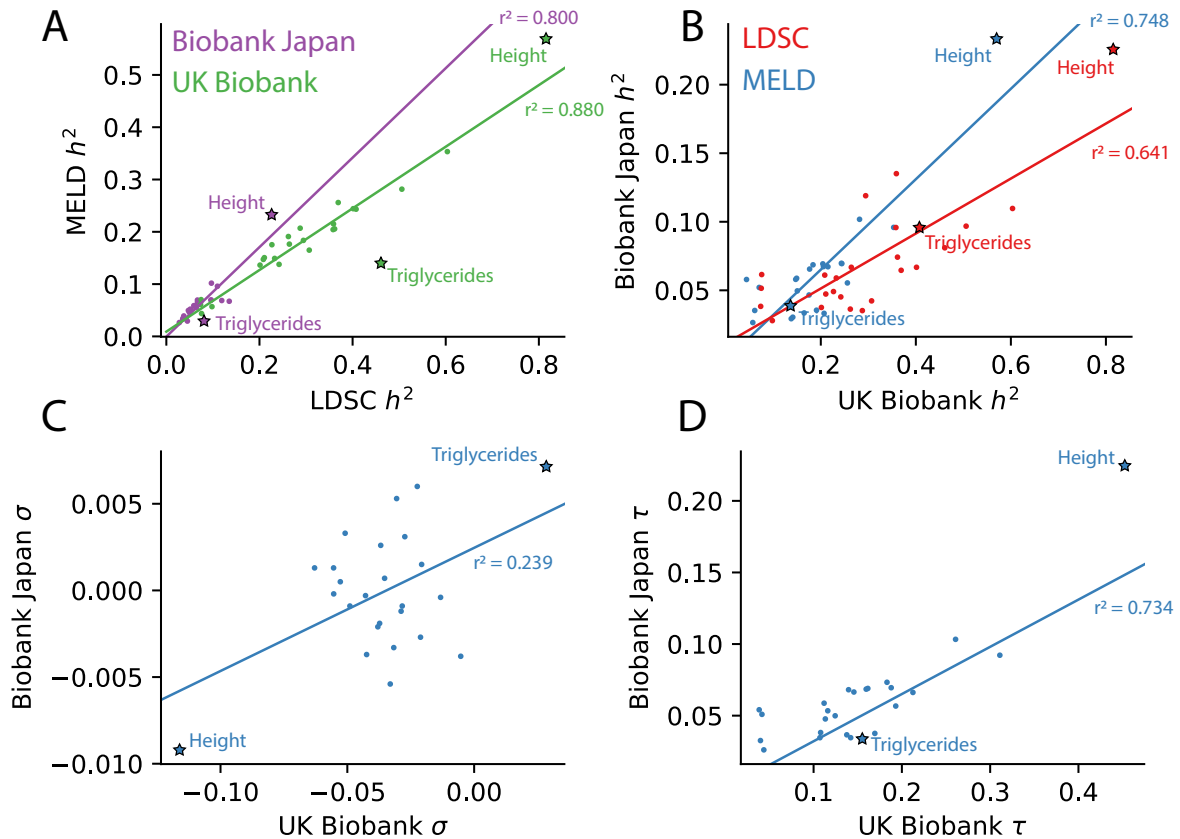 A
Biobank Japan
UK Biobank
r² = 0.800
Height
r² = 0.880
Height
Triglycerides
Triglycerides
MELD h²
0.5
0.4
0.3
0.2
0.1
0.0
0.0 0.2 0.4 0.6 0.8
LDSC h²
B
LDSC
MELD
r² = 0.748
Height
Height
r² = 0.641
Triglycerides
Triglycerides
Biobank Japan h²
0.20
0.15
0.10
0.05
0.2 0.4 0.6 0.8
UK Biobank h²
C
Triglycerides
r² = 0.239
Height
Biobank Japan σ
0.005
0.000
−0.005
−0.010
−0.10 −0.05 0.00
UK Biobank σ
D
Height
r² = 0.734
Triglycerides
Biobank Japan τ
0.20
0.15
0.10
0.05
0.1 0.2 0.3 0.4
UK Biobank τ